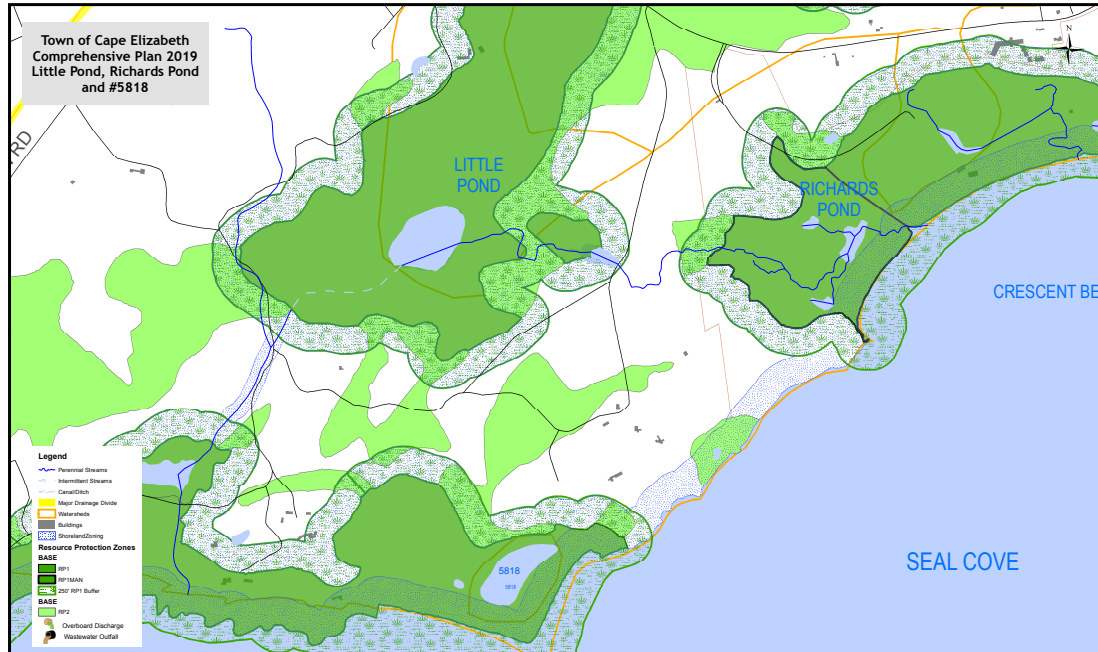 Town of Cape Elizabeth
Comprehensive Plan 2019
Little Pond, Richards Pond
and #5818
RD
LITTLE
POND
RICHARDS
POND
CRESCENT BE
SEAL COVE
5818
5818
Legend
Perennial Streams
Intermittent Streams
Canal/Ditch
Major Drainage Divide
Watersheds
Buildings
ShorelandZoning
Resource Protection Zones
BASE
RP1
RP1MAN
250' RP1 Buffer
BASE
RP2
Overboard Discharge
Wastewater Outfall